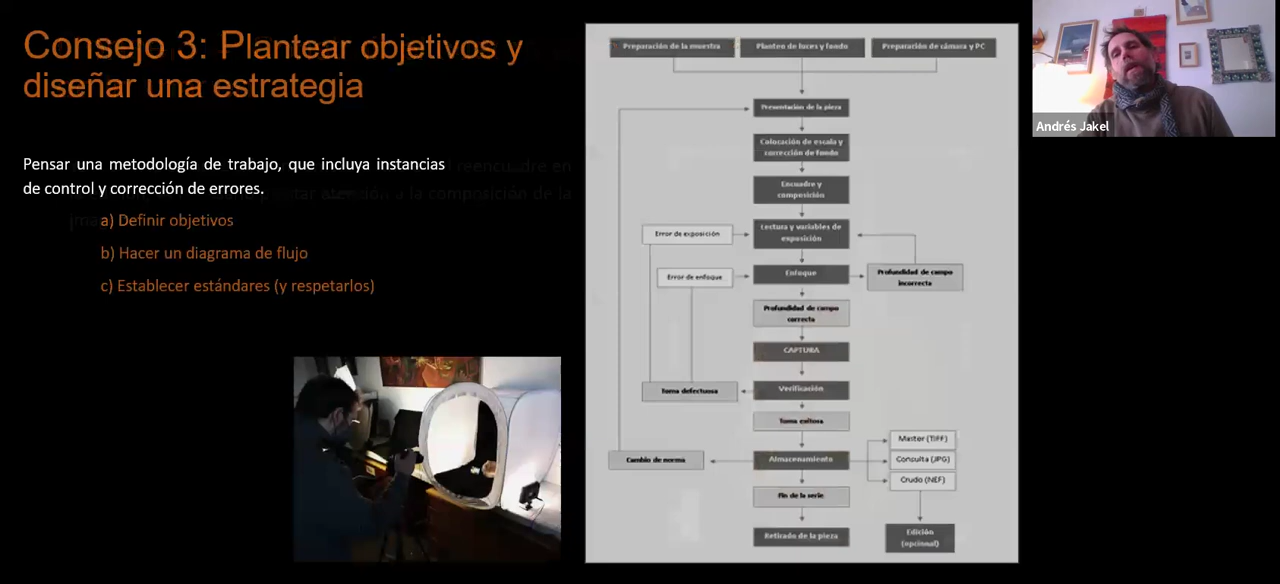 Consejo 3: Plantear objetivos y
diseñar una estrategia
Pensar una metodología de trabajo, que incluya instancias
de control y corrección de errores.
a) Definir objetivos
b) Hacer un diagrama de flujo
c) Establecer estándares (y respetarlos)
Preparación de la muestra
Planteo de luces y fondo
Preparación de cámara y PC
Presentación de la pieza
Colocación de escala y
corrección de fondo
Encuadre y
composición
Error de exposición
Lectura y variables de
exposición
Error de enfoque
Enfoque
Profundidad de campo
incorrecta
Profundidad de campo
correcta
CAPTURA
Toma defectuosa
Verificación
Toma exitosa
Cambio de norma
Almacenamiento
Master (TIFF)
Consulta (JPG)
Crudo (NEF)
Fin de la serie
Retirado de la pieza
Edición
(opcional)
Andrés Jakel